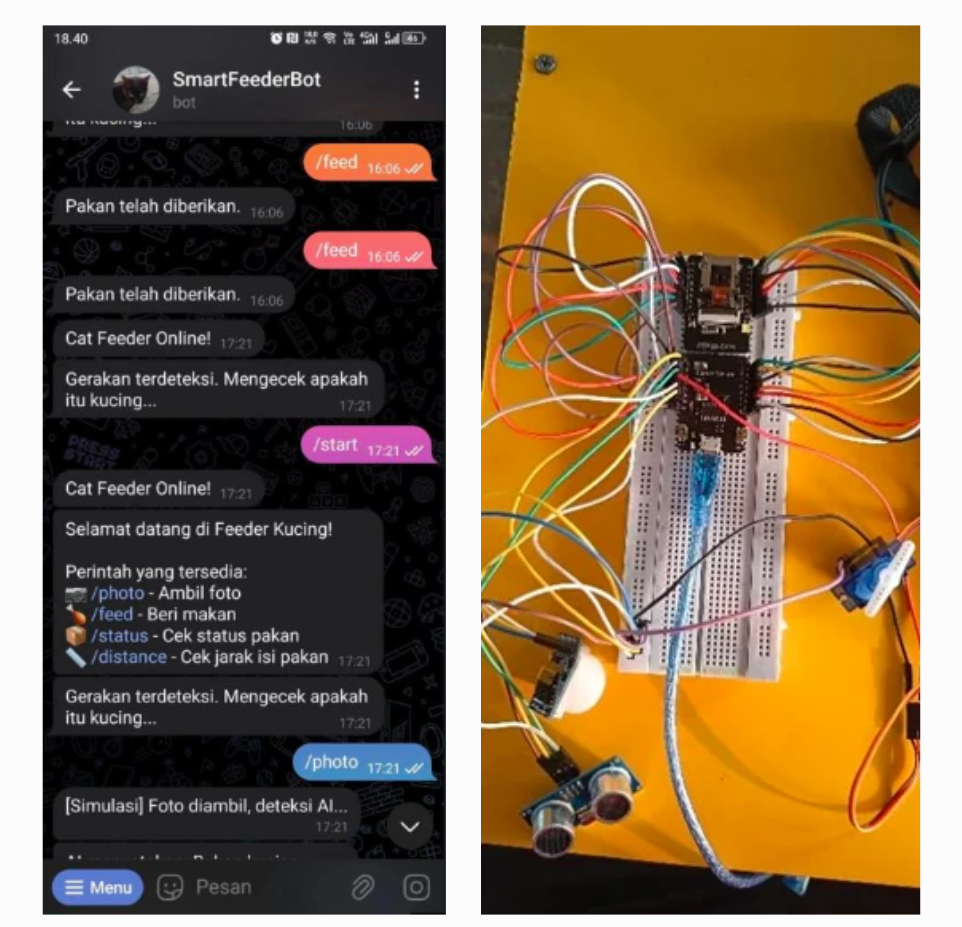 18.40
SmartFeederBot
bot
itu kucing... 16:06
/feed 16:06
Pakan telah diberikan. 16:06
/feed 16:06
Pakan telah diberikan. 16:06
Cat Feeder Online! 17:21
Gerakan terdeteksi. Mengecek apakah
itu kucing... 17:21
/start 17:21
Cat Feeder Online! 17:21
Selamat datang di Feeder Kucing!
Perintah yang tersedia:
/photo - Ambil foto
/feed - Beri makan
/status - Cek status pakan
/distance - Cek jarak isi pakan 17:21
Gerakan terdeteksi. Mengecek apakah
itu kucing... 17:21
/photo 17:21
[Simulasi] Foto diambil, deteksi AI...
17:21
Menu
Pesan